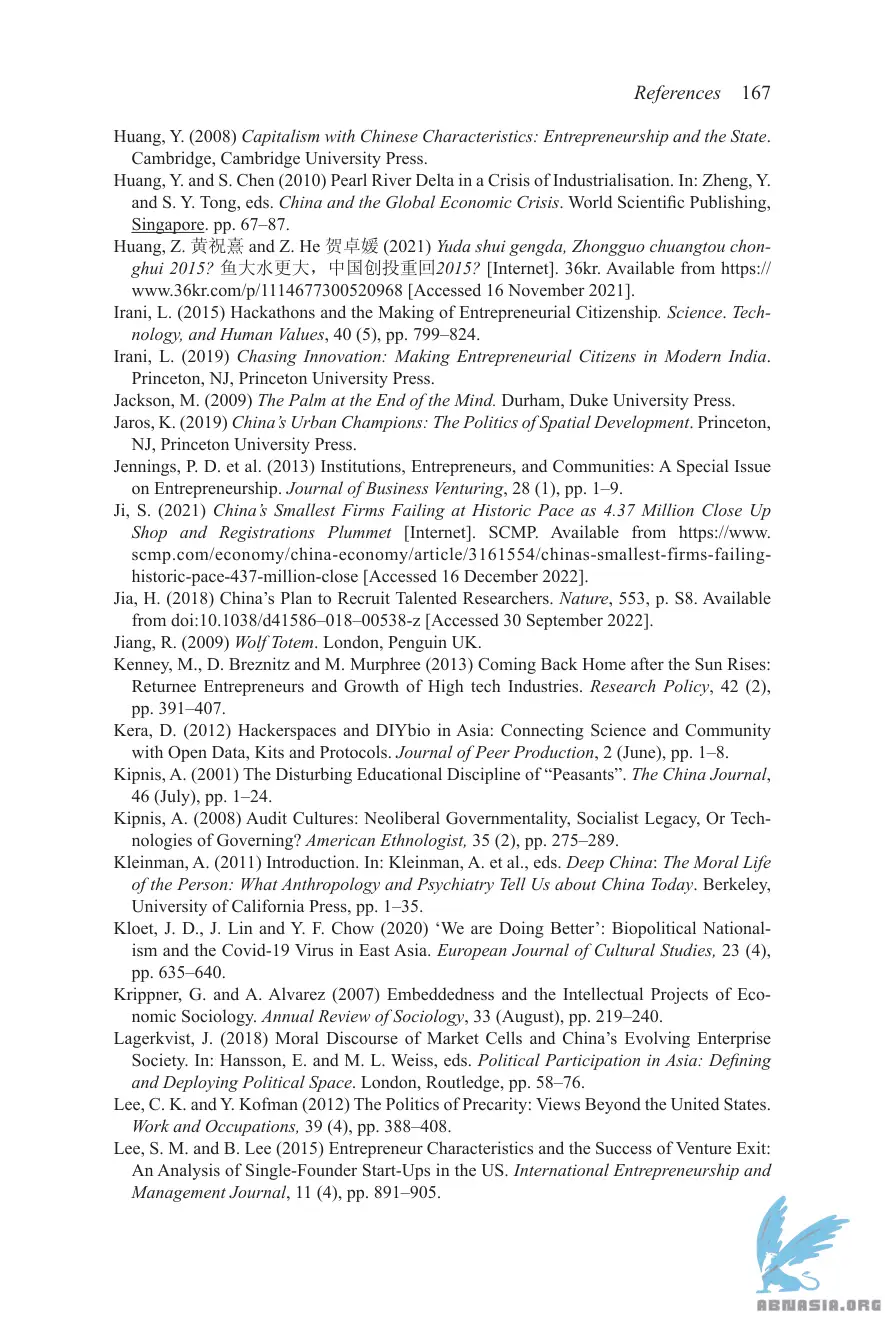 References 167
Huang, Y. (2008) Capitalism with Chinese Characteristics: Entrepreneurship and the State.
Cambridge, Cambridge University Press.
Huang, Y. and S. Chen (2010) Pearl River Delta in a Crisis of Industrialisation. In: Zheng, Y.
and S. Y. Tong, eds. China and the Global Economic Crisis. World Scientific Publishing,
Singapore. pp. 67–87.
Huang, Z. 黄祝熹 and Z. He 贺卓媛 (2021) Yuda shui gengda, Zhongguo chuangtou chon-
ghui 2015? 鱼大水更大，中国创投重回2015? [Internet]. 36kr. Available from https://
www.36kr.com/p/1114677300520968 [Accessed 16 November 2021].
Irani, L. (2015) Hackathons and the Making of Entrepreneurial Citizenship. Science. Tech-
nology, and Human Values, 40 (5), pp. 799–824.
Irani, L. (2019) Chasing Innovation: Making Entrepreneurial Citizens in Modern India.
Princeton, NJ, Princeton University Press.
Jackson, M. (2009) The Palm at the End of the Mind. Durham, Duke University Press.
Jaros, K. (2019) China's Urban Champions: The Politics of Spatial Development. Princeton,
NJ, Princeton University Press.
Jennings, P. D. et al. (2013) Institutions, Entrepreneurs, and Communities: A Special Issue
on Entrepreneurship. Journal of Business Venturing, 28 (1), pp. 1–9.
Ji, S. (2021) China's Smallest Firms Failing at Historic Pace as 4.37 Million Close Up
Shop and Registrations Plummet [Internet]. SCMP. Available from https://www.
scmp.com/economy/china-economy/article/3161554/chinas-smallest-firms-failing-
historic-pace-437-million-close [Accessed 16 December 2022].
Jia, H. (2018) China's Plan to Recruit Talented Researchers. Nature, 553, p. S8. Available
from doi:10.1038/d41586–018–00538-z [Accessed 30 September 2022].
Jiang, R. (2009) Wolf Totem. London, Penguin UK.
Kenney, M., D. Breznitz and M. Murphree (2013) Coming Back Home after the Sun Rises:
Returnee Entrepreneurs and Growth of High tech Industries. Research Policy, 42 (2),
pp. 391–407.
Kera, D. (2012) Hackerspaces and DIYbio in Asia: Connecting Science and Community
with Open Data, Kits and Protocols. Journal of Peer Production, 2 (June), pp. 1–8.
Kipnis, A. (2001) The Disturbing Educational Discipline of “Peasants”. The China Journal,
46 (July), pp. 1–24.
Kipnis, A. (2008) Audit Cultures: Neoliberal Governmentality, Socialist Legacy, Or Tech-
nologies of Governing? American Ethnologist, 35 (2), pp. 275–289.
Kleinman, A. (2011) Introduction. In: Kleinman, A. et al., eds. Deep China: The Moral Life
of the Person: What Anthropology and Psychiatry Tell Us about China Today. Berkeley,
University of California Press, pp. 1–35.
Kloet, J. D., J. Lin and Y. F. Chow (2020) ‘We are Doing Better’: Biopolitical National-
ism and the Covid-19 Virus in East Asia. European Journal of Cultural Studies, 23 (4),
pp. 635–640.
Krippner, G. and A. Alvarez (2007) Embeddedness and the Intellectual Projects of Eco-
nomic Sociology. Annual Review of Sociology, 33 (August), pp. 219–240.
Lagerkvist, J. (2018) Moral Discourse of Market Cells and China's Evolving Enterprise
Society. In: Hansson, E. and M. L. Weiss, eds. Political Participation in Asia: Defining
and Deploying Political Space. London, Routledge, pp. 58–76.
Lee, C. K. and Y. Kofman (2012) The Politics of Precarity: Views Beyond the United States.
Work and Occupations, 39 (4), pp. 388–408.
Lee, S. M. and B. Lee (2015) Entrepreneur Characteristics and the Success of Venture Exit:
An Analysis of Single-Founder Start-Ups in the US. International Entrepreneurship and
Management Journal, 11 (4), pp. 891–905.
ABNASIA.ORG